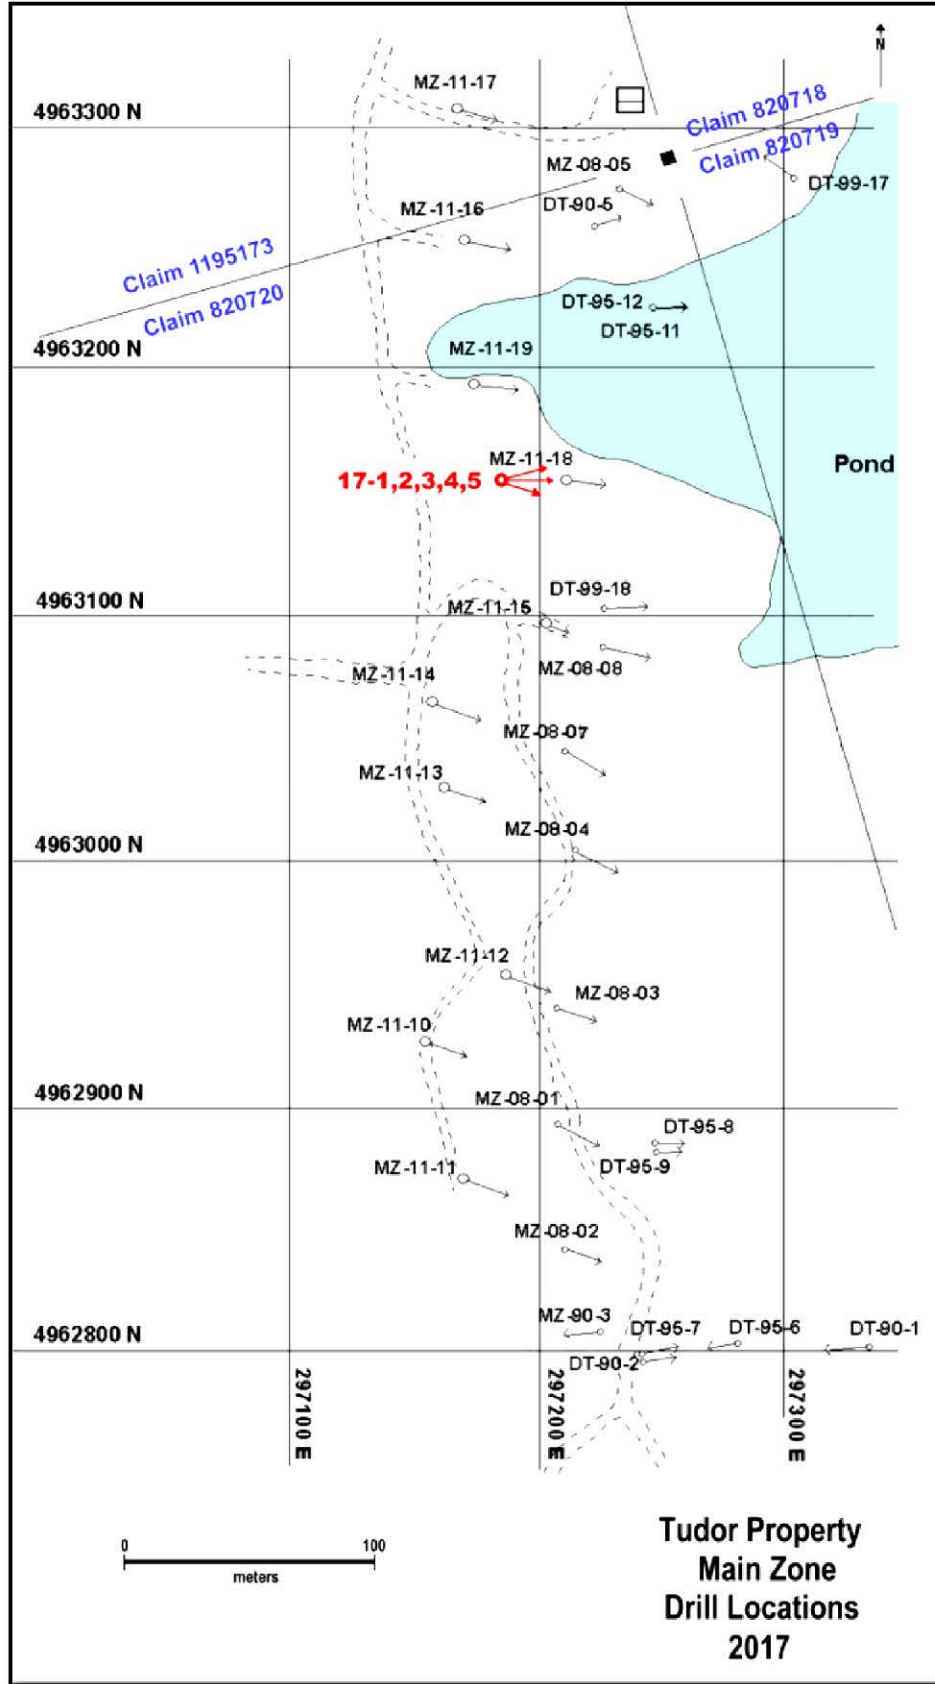 N
MZ-11-17
4963300 N
Claim 820718
Claim 820719
MZ-08-05
DT-99-17
DT-90-5
MZ-11-16
Claim 1195173
Claim 820720
DT-95-12
DT-95-11
4963200 N
MZ-11-19
MZ-11-18
Pond
17-1,2,3,4,5
DT-99-18
4963100 N
MZ-11-15
MZ-08-08
MZ-11-14
MZ-08-07
MZ-11-13
MZ-08-04
4963000 N
MZ-11-12
MZ-08-03
MZ-11-10
4962900 N
MZ-08-01
DT-95-8
DT-95-9
MZ-11-11
MZ-08-02
MZ-90-3
DT-95-7
DT-95-6
DT-90-1
4962800 N
DT-90-2
297100 E
297200 E
297300 E
0 100
meters
Tudor Property
Main Zone
Drill Locations
2017